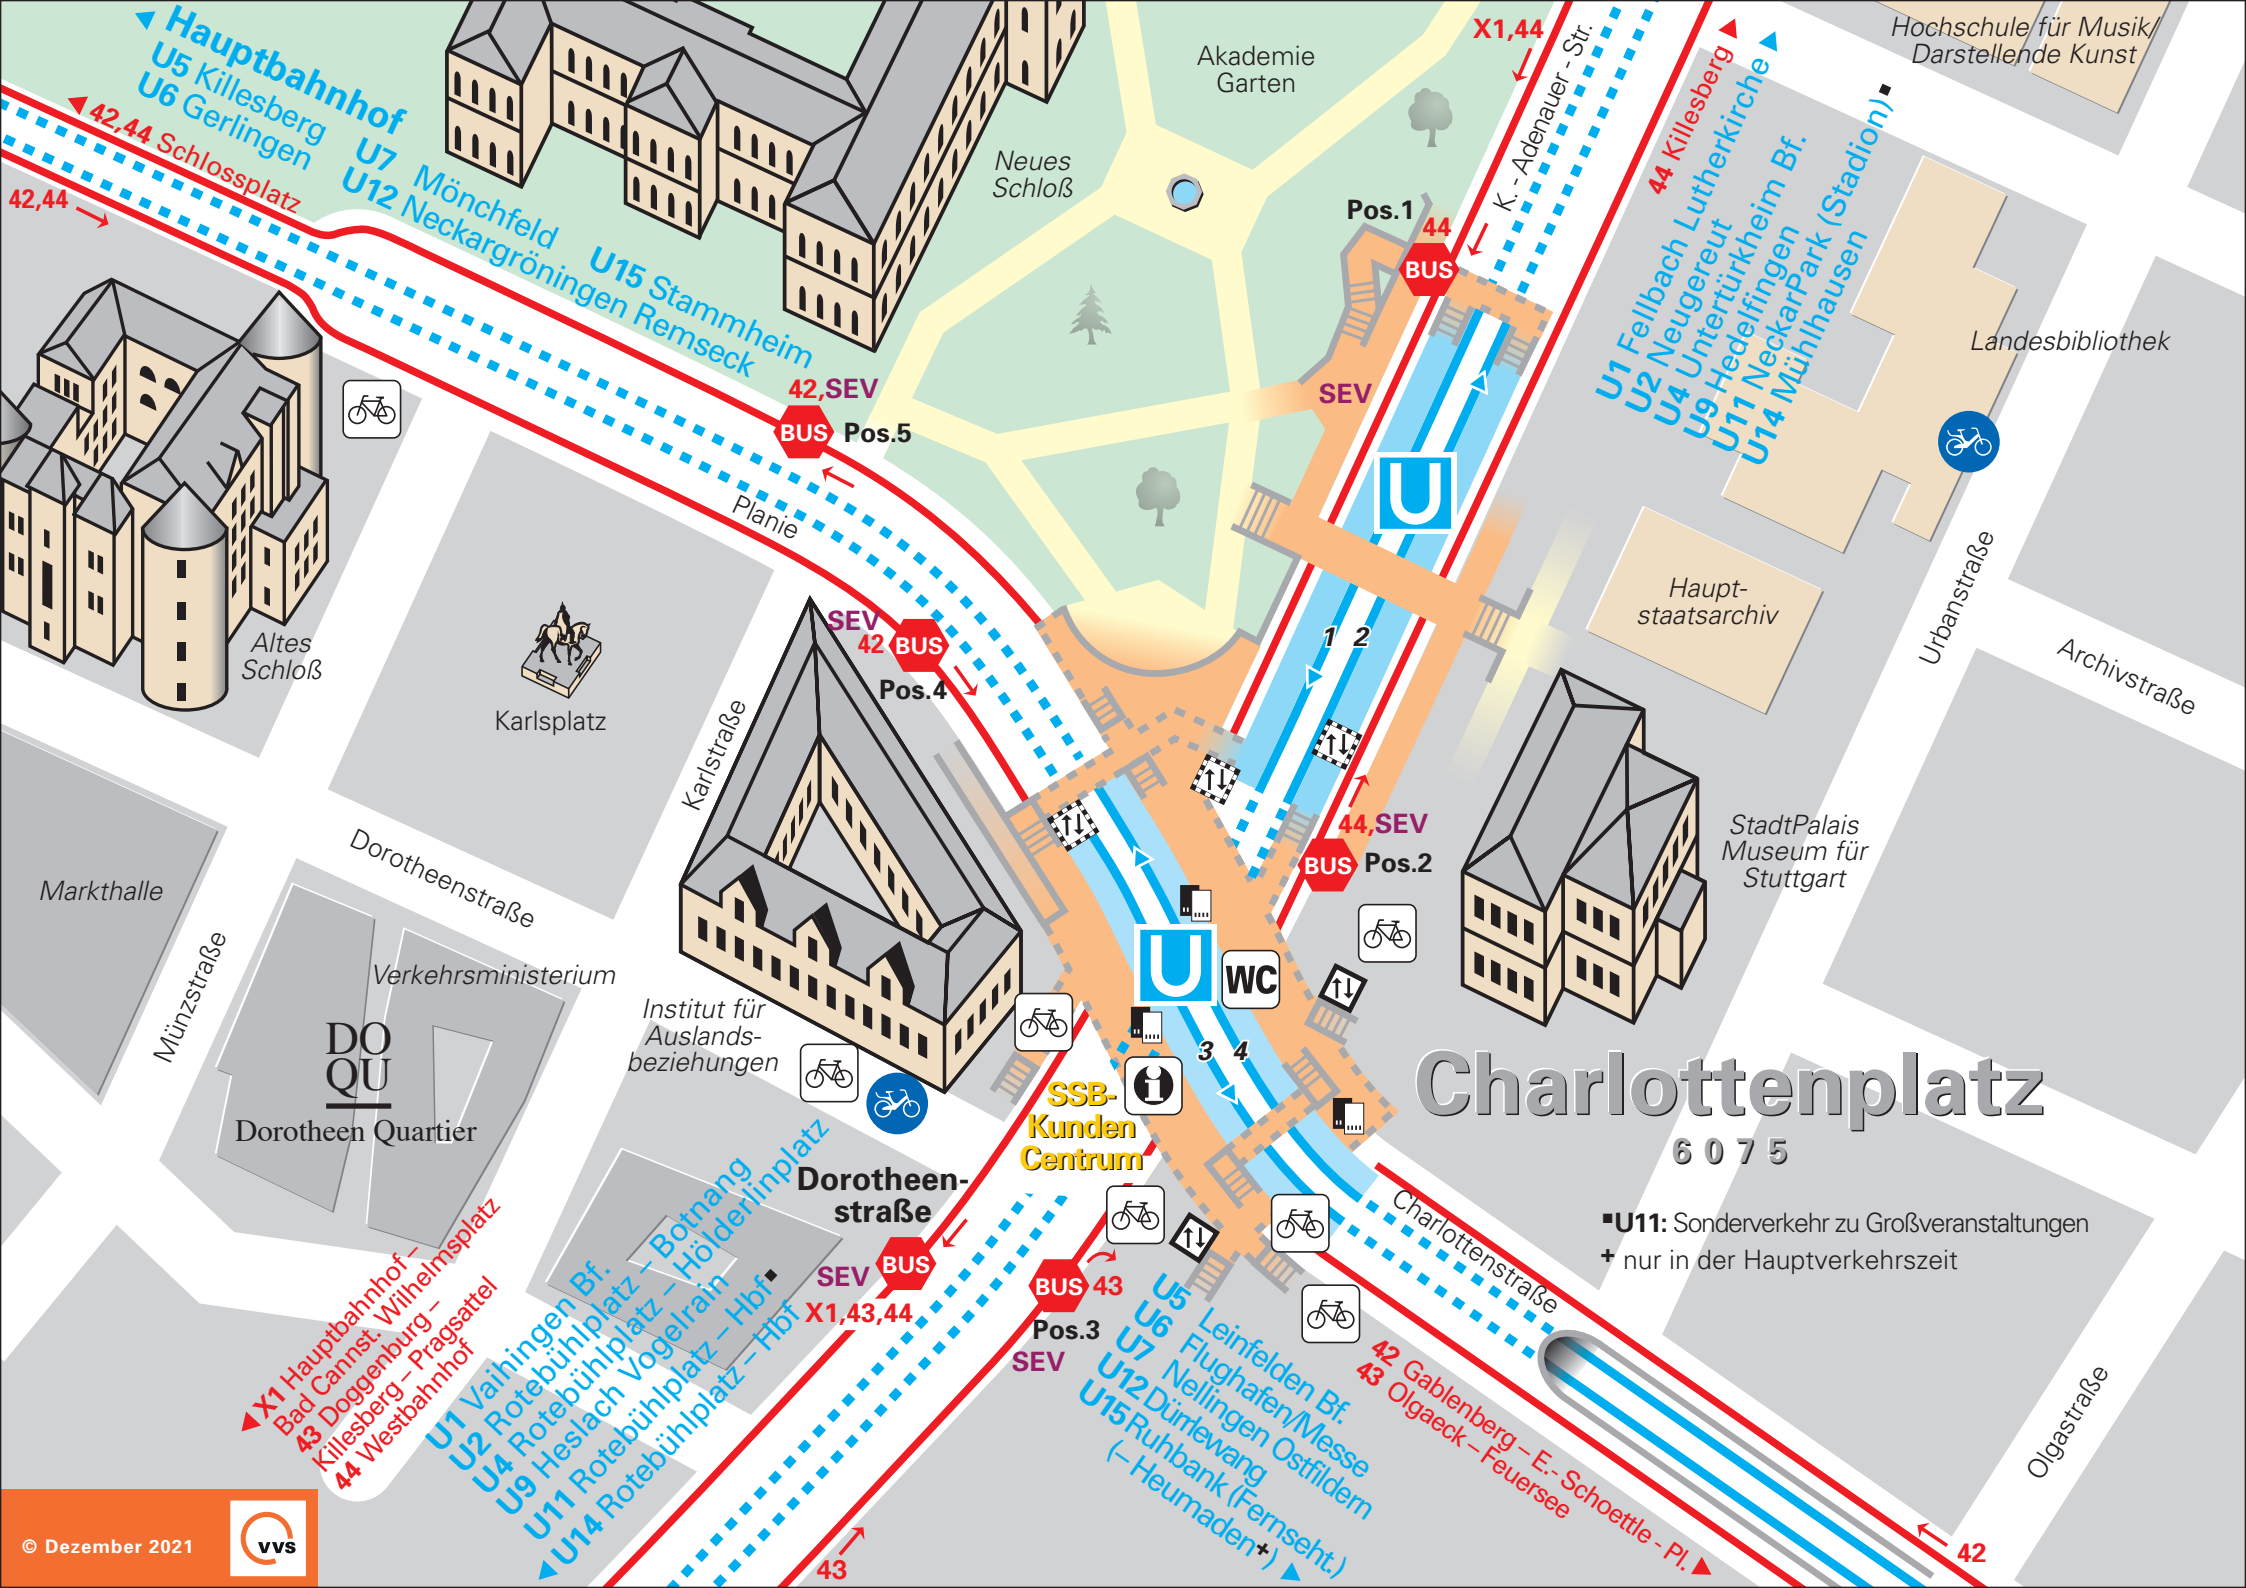 Hauptbahnhof
U5 Killesberg
U6 Gerlingen
U7 Mönchfeld
U12 Neckargröningen Remseck
U15 Stammheim
42,44 Schlossplatz
42,44
Neues
Schloß
Akademie
Garten
X1,44
K.-Adenauer-Str.
44 Killesberg
U1 Fellbach Lutherkirche
U2 Neugereut
U4 Untertürkheim Bf.
U9 Hedelfingen
U11 NeckarPark (Stadion)▪
U14 Mühlhausen
Hochschule für Musik/
Darstellende Kunst
Landesbibliothek
Pos.1
44
BUS
SEV
42,SEV
BUS
Pos.5
Planie
U
1 2
Haupt-
staatsarchiv
Urbanstraße
Archivstraße
Altes
Schloß
Karlsplatz
Karlstraße
SEV
42
BUS
Pos.4
44,SEV
BUS
Pos.2
StadtPalais
Museum für
Stuttgart
Markthalle
Dorotheenstraße
Münzstraße
Verkehrsministerium
DO
QU
Dorotheen Quartier
Institut für
Auslands-
beziehungen
U
WC
3 4
i
SSB-
Kunden
Centrum
Charlottenplatz
6075
▪U11: Sonderverkehr zu Großveranstaltungen
+ nur in der Hauptverkehrszeit
Charlottenstraße
Olgastraße
Dorotheen-
straße
BUS
SEV
X1,43,44
BUS
43
Pos.3
SEV
X1 Hauptbahnhof –
Bad Cannst. Wilhelmsplatz
43 Doggenburg –
Killesberg – Pragsattel
44 Westbahnhof
U1 Vaihingen Bf.
U2 Rotebühlplatz – Botnang
U4 Rotebühlplatz – Hölderlinplatz
U9 Heslach Vogelrain
U11 Rotebühlplatz – Hbf▪
U14 Rotebühlplatz – Hbf
U5 Leinfelden Bf.
U6 Flughafen/Messe
U7 Nellingen Ostfildern
U12 Dürrlewang
U15 Ruhbank (Fernseht.)
(– Heumaden+)
42 Gablenberg – E.-Schoettle-Pl.
43 Olgaeck – Feuersee
42
43
© Dezember 2021
vvs